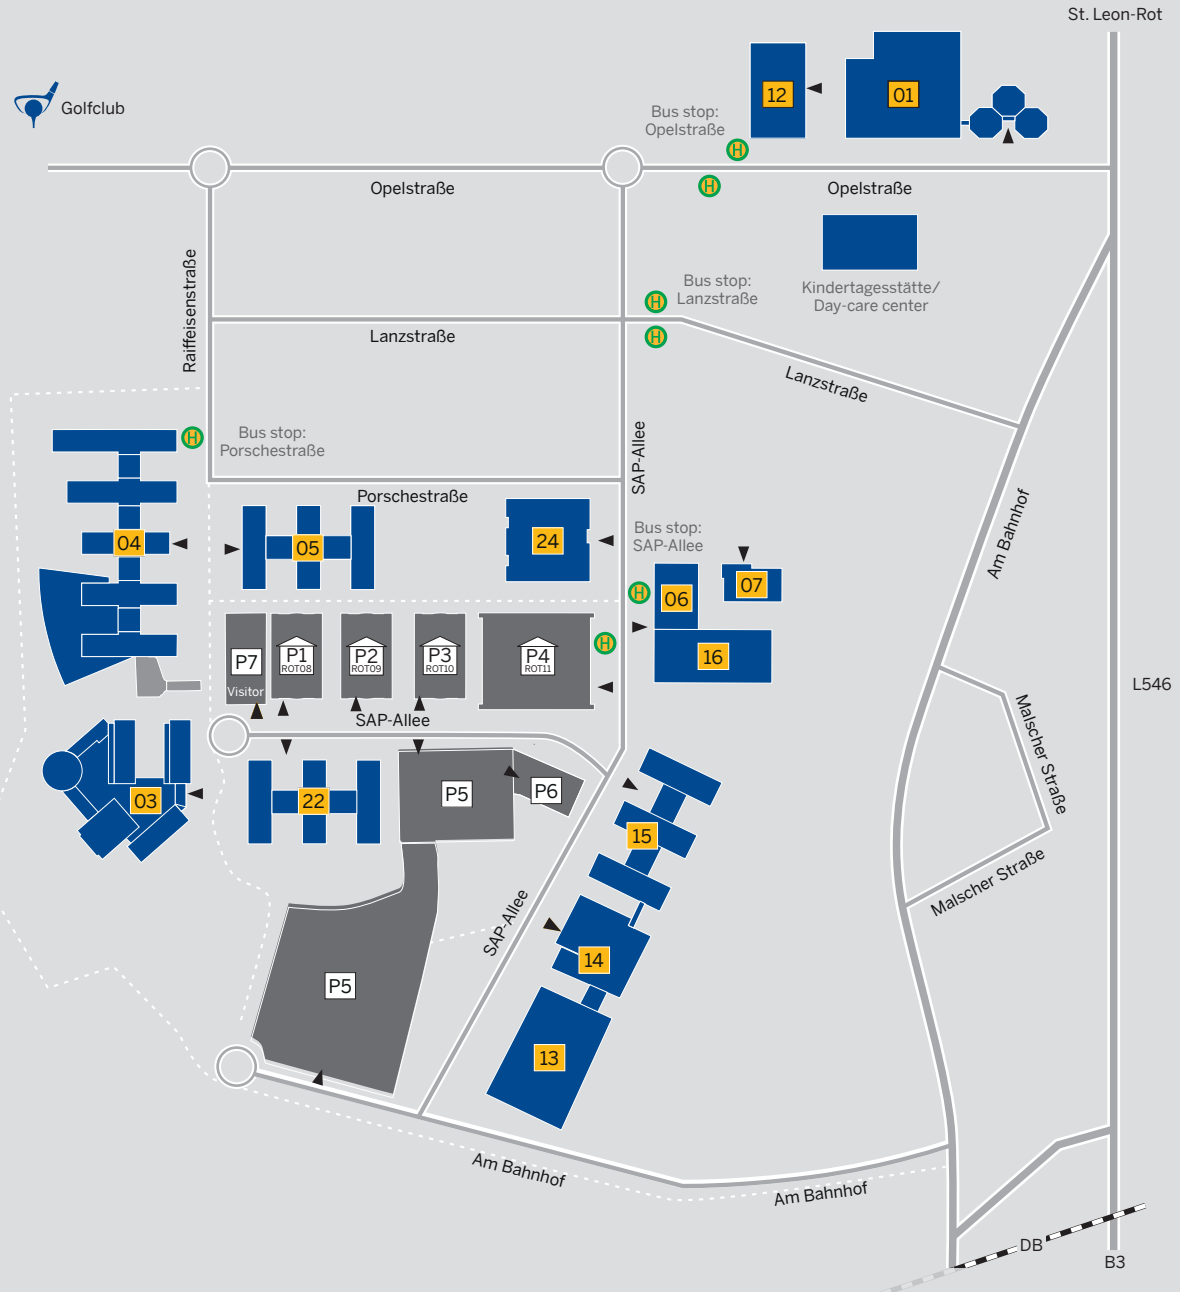 St. Leon-Rot
Golfclub
12
01
Bus stop:
Opelstraße
H
H
Opelstraße
Opelstraße
Raiffeisenstraße
Bus stop:
Lanzstraße
H
H
Kindertagesstätte/
Day-care center
Lanzstraße
Lanzstraße
H
Bus stop:
Porschestraße
SAP-Allee
Porschestraße
Am Bahnhof
04
05
24
Bus stop:
SAP-Allee
H
06
07
16
H
P7
Visitor
P1
ROT08
P2
ROT09
P3
ROT10
P4
ROT11
L546
SAP-Allee
Malscher Straße
03
22
P5
P6
15
Malscher Straße
SAP-Allee
14
P5
13
Am Bahnhof
Am Bahnhof
DB
B3